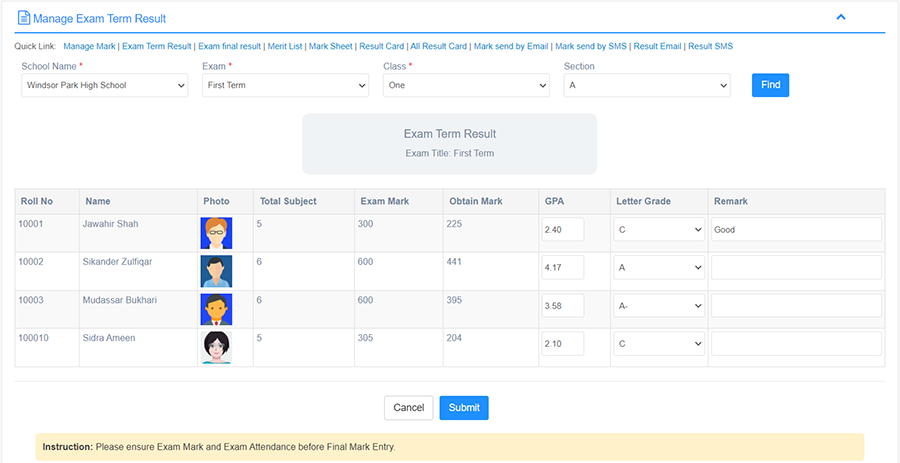 Manage Exam Term Result
Quick Link: Manage Mark | Exam Term Result | Exam final result | Merit List | Mark Sheet | Result Card | All Result Card | Mark send by Email | Mark send by SMS | Result Email | Result SMS
School Name * Exam * Class * Section
Windsor Park High School First Term One A Find
Exam Term Result
Exam Title: First Term
Roll No Name Photo Total Subject Exam Mark Obtain Mark GPA Letter Grade Remark
10001 Jawahir Shah 5 300 225 2.40 C Good
10002 Sikander Zulfiqar 6 600 441 4.17 A
10003 Mudassar Bukhari 6 600 395 3.58 A-
100010 Sidra Ameen 5 305 204 2.10 C
Cancel Submit
Instruction: Please ensure Exam Mark and Exam Attendance before Final Mark Entry.